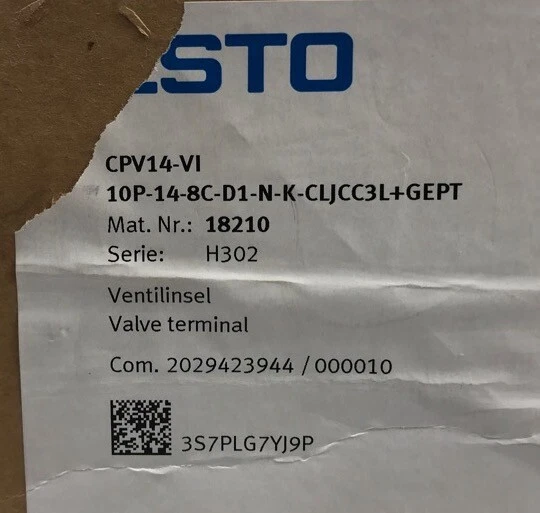 ESTO
CPV14-VI
10P-14-8C-D1-N-K-CLJCC3L+GEPT
Mat. Nr.: 18210
Serie: H302
Ventilinsel
Valve terminal
Com. 2029423944 / 000010
3S7PLG7YJ9P